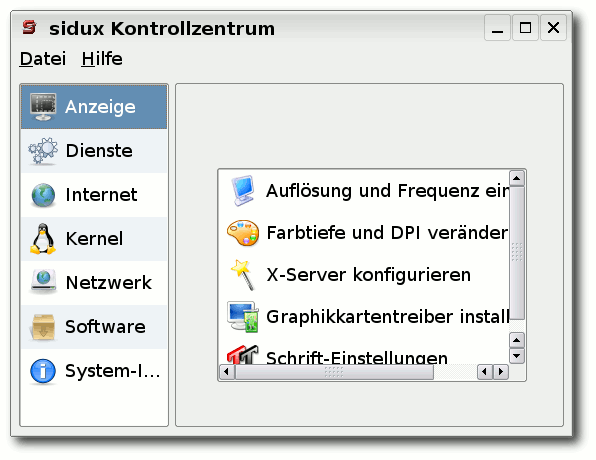 sidux Kontrollzentrum
Datei Hilfe
Anzeige
Dienste
Internet
Kernel
Netzwerk
Software
System-I...
Auflösung und Frequenz ein
Farbtiefe und DPI veränder
X-Server konfigurieren
Graphikkartentreiber install
Schrift-Einstellungen